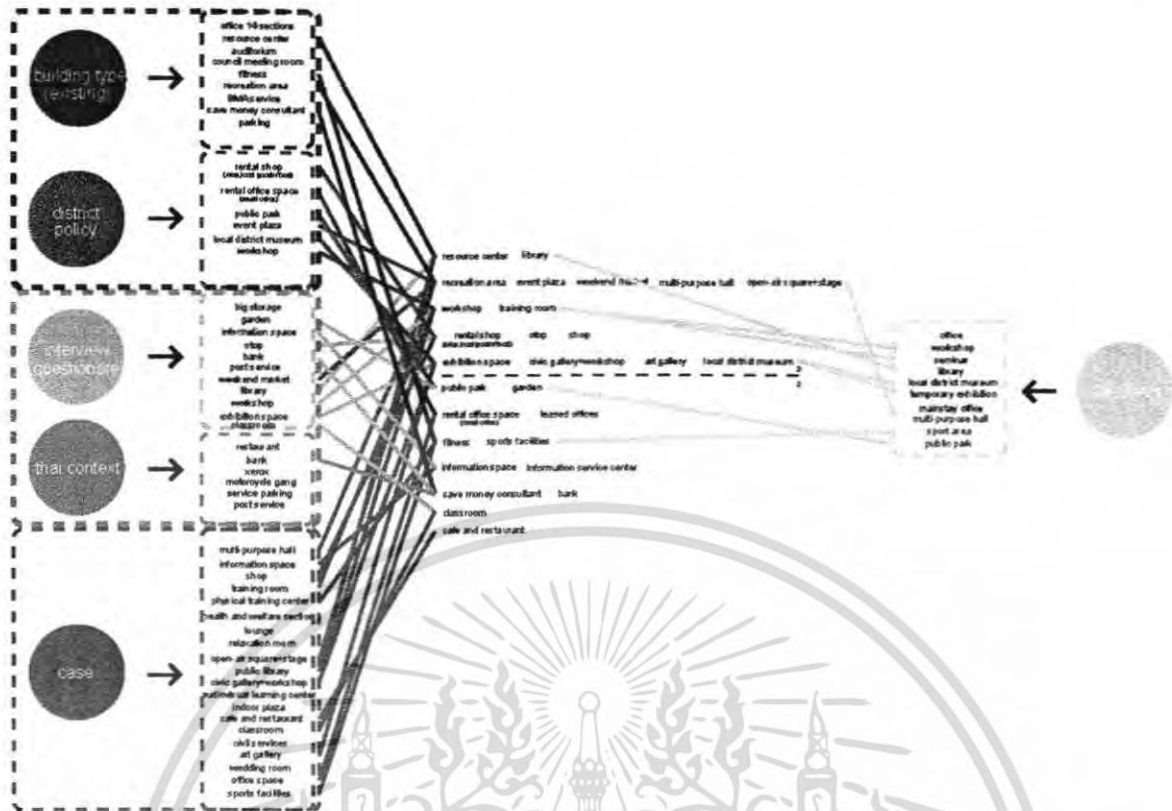 building type
(existing)
office 14 sections
resource center
auditorium
council meeting room
fitness
recreation area
BMA service
save money consultant
parking
district
policy
rental shop
rental office space
public park
event plaza
local district museum
workshop
interview
big storage
garden
information space
otop
bank
post service
weekend market
library
workshop
exhibition space
classroom
thai context
restaurant
bank
xerox
motorcycle gang
service parking
post service
case
multi-purpose hall
information space
shop
training room
physical training center
health and welfare section
lounge
relaxation room
open-air square+stage
public library
civic gallery+workshop
learning center
indoor plaza
cafe and restaurant
classroom
civil services
art gallery
wedding room
office space
sports facilities
resource center library
recreation area event plaza weekend multi-purpose hall open-air square+stage
workshop training room
rental shop otop shop
exhibition space civic gallery+workshop art gallery local district museum
public park garden
rental office space leased offices
fitness sports facilities
information space information service center
save money consultant bank
classroom
cafe and restaurant
office
workshop
seminar
library
local district museum
temporary exhibition
mainstay office
multi-purpose hall
sport area
public park